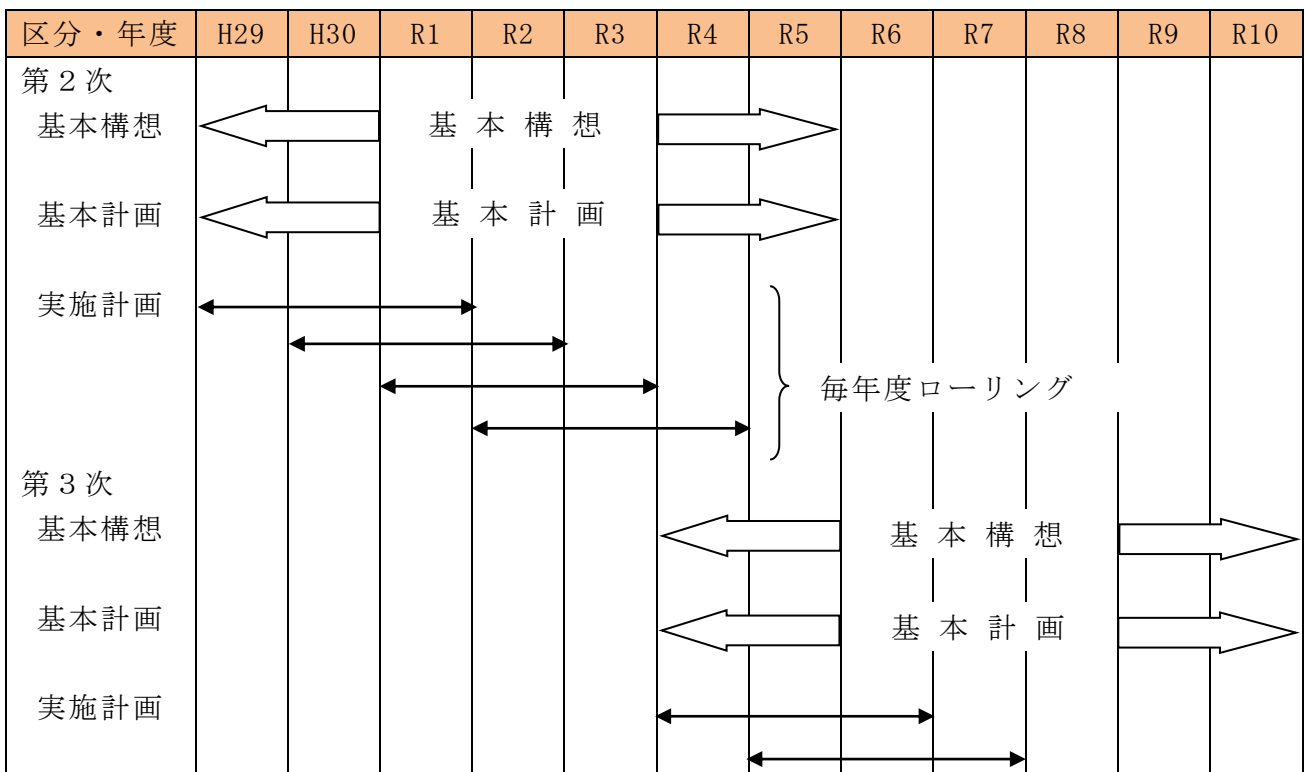 区分・年度 H29 H30 R1 R2 R3 R4 R5 R6 R7 R8 R9 R10
第２次
基本構想 基本構想
基本計画 基本計画
実施計画
毎年度ローリング
第３次
基本構想 基本構想
基本計画 基本計画
実施計画